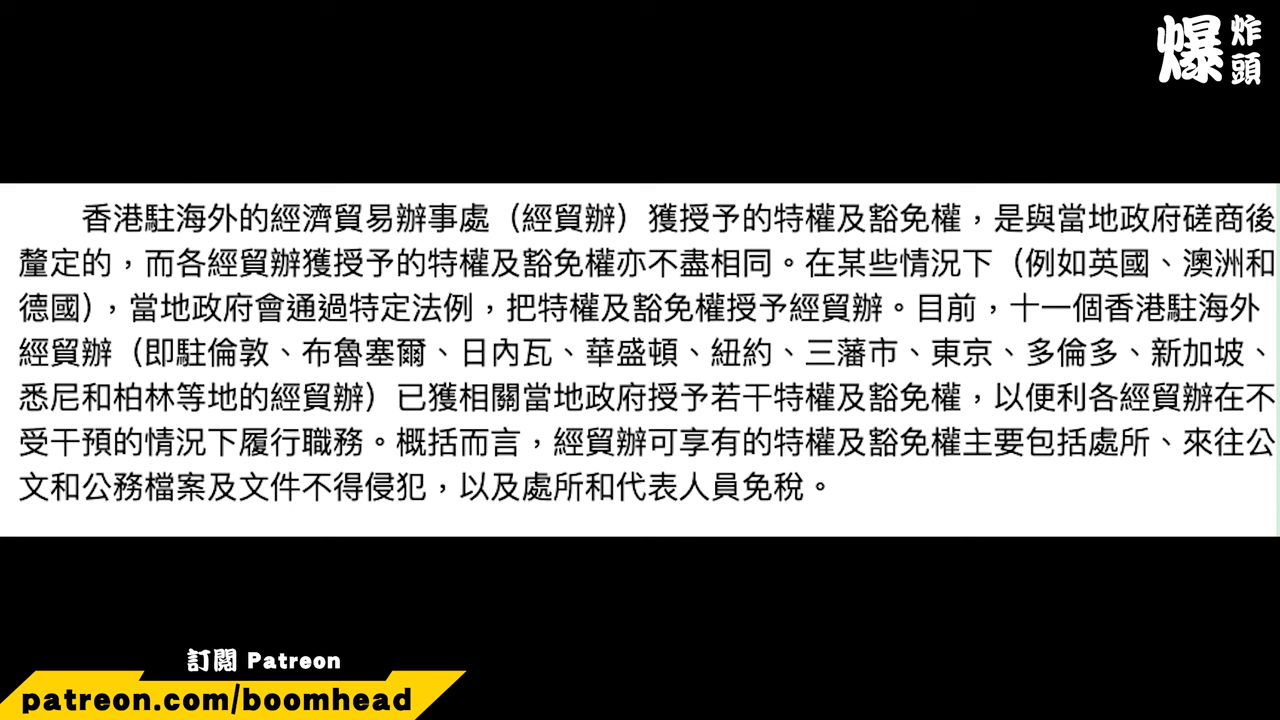 爆炸頭
香港駐海外的經濟貿易辦事處（經貿辦）獲授予的特權及豁免權，是與當地政府磋商後
釐定的，而各經貿辦獲授予的特權及豁免權亦不盡相同。在某些情況下（例如英國、澳洲和
德國），當地政府會通過特定法例，把特權及豁免權授予經貿辦。目前，十一個香港駐海外
經貿辦（即駐倫敦、布魯塞爾、日內瓦、華盛頓、紐約、三藩市、東京、多倫多、新加坡、
悉尼和柏林等地的經貿辦）已獲相關當地政府授予若干特權及豁免權，以便利各經貿辦在不
受干預的情況下履行職務。概括而言，經貿辦可享有的特權及豁免權主要包括處所、來往公
文和公務檔案及文件不得侵犯，以及處所和代表人員免稅。
訂閱 Patreon
patreon.com/boomhead